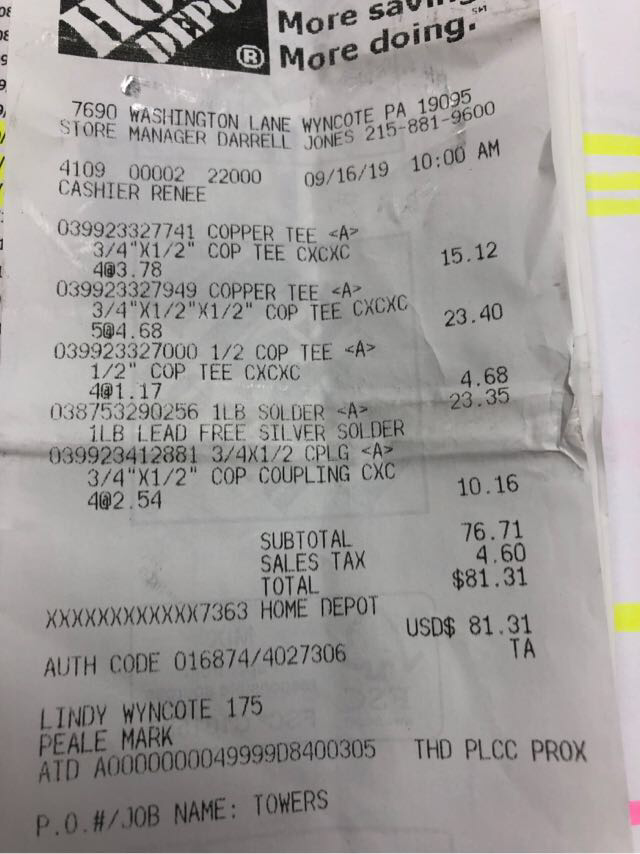 HO
DEPO
®
More savin
More doing.℠
7690 WASHINGTON LANE WYNCOTE PA 19095
STORE MANAGER DARRELL JONES 215-881-9600
4109 00002 22000 09/16/19 10:00 AM
CASHIER RENEE
039923327741 COPPER TEE <A>
3/4"X1/2" COP TEE CXCXC
4@3.78 15.12
039923327949 COPPER TEE <A>
3/4"X1/2"X1/2" COP TEE CXCXC
5@4.68 23.40
039923327000 1/2 COP TEE <A>
1/2" COP TEE CXCXC
4@1.17 4.68
038753290256 1LB SOLDER <A> 23.35
1LB LEAD FREE SILVER SOLDER
039923412881 3/4X1/2 CPLG <A>
3/4"X1/2" COP COUPLING CXC
4@2.54 10.16
SUBTOTAL 76.71
SALES TAX 4.60
TOTAL $81.31
XXXXXXXXXXXX7363 HOME DEPOT
USD$ 81.31
AUTH CODE 016874/4027306 TA
LINDY WYNCOTE 175
PEALE MARK
ATD A0000000049999D8400305 THD PLCC PROX
P.O.#/JOB NAME: TOWERS